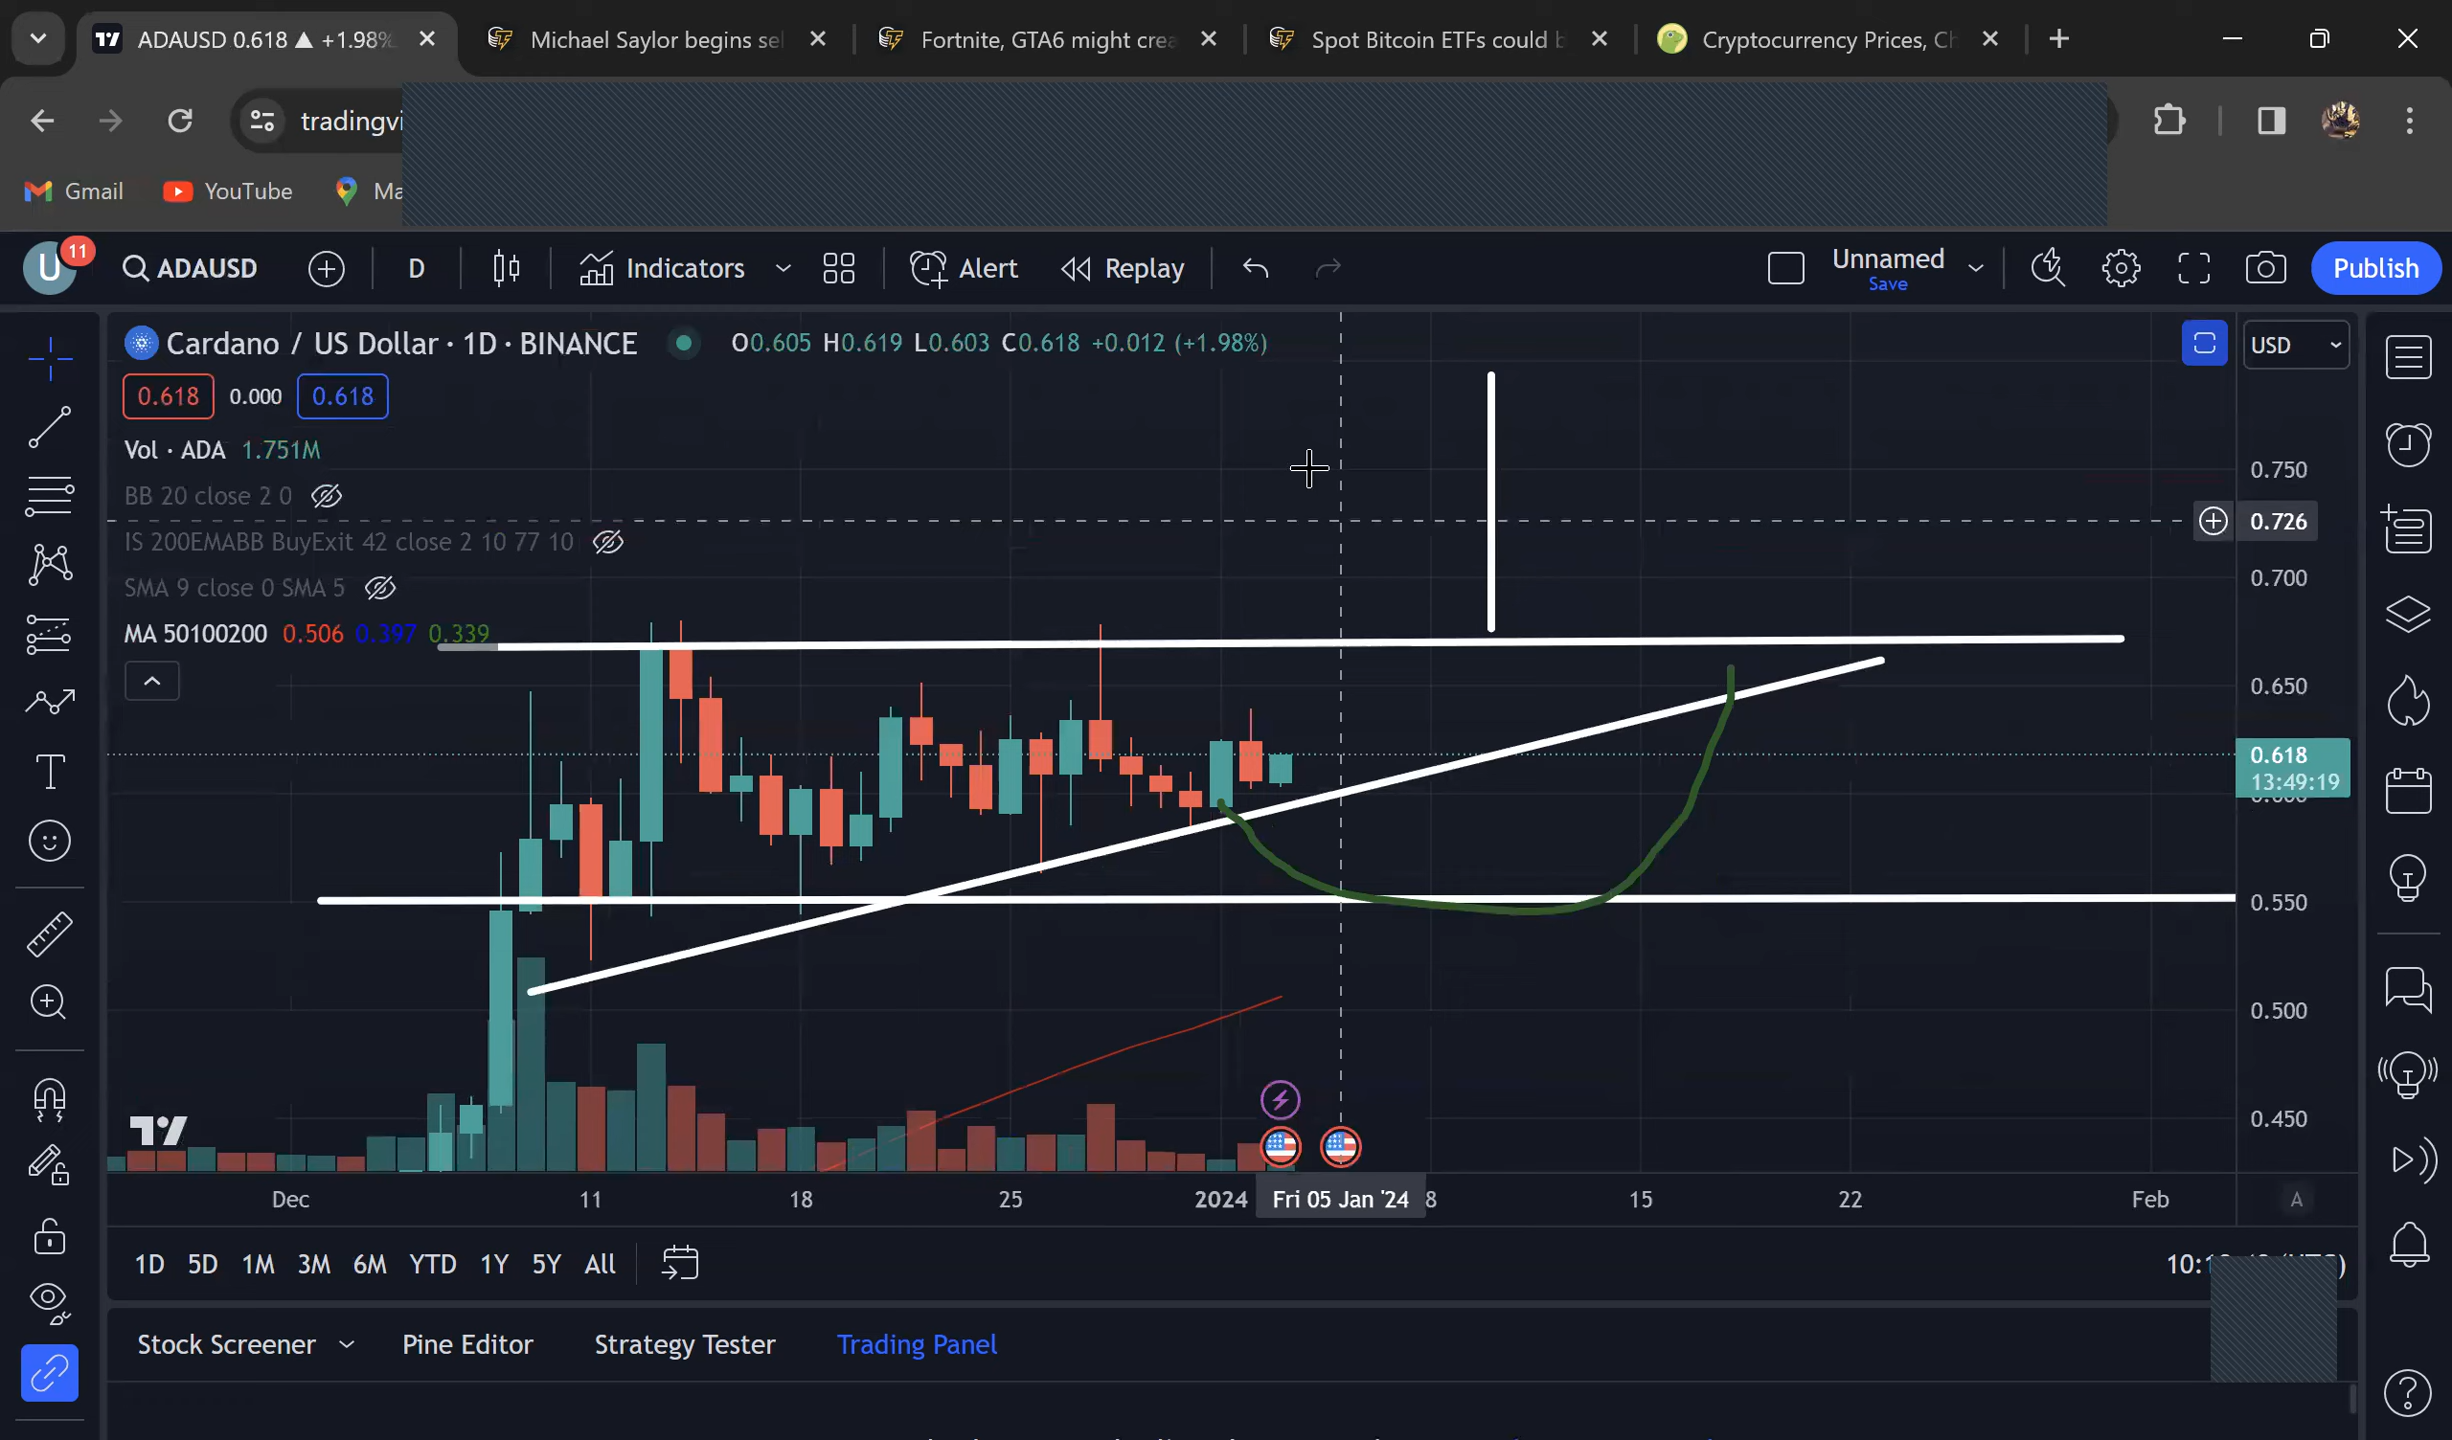 ADAUSD 0.618 ▲ +1.98% Michael Saylor begins sel Fortnite, GTA6 might crea Spot Bitcoin ETFs could b Cryptocurrency Prices, Ch
tradingvi
Gmail YouTube Ma
U 11 ADAUSD D Indicators Alert Replay Unnamed Save Publish
Cardano / US Dollar · 1D · BINANCE O0.605 H0.619 L0.603 C0.618 +0.012 (+1.98%) USD
0.618 0.000 0.618
Vol · ADA 1.751M
0.750
BB 20 close 2 0
0.726
IS 200EMABB BuyExit 42 close 2 10 77 10
SMA 9 close 0 SMA 5
0.700
MA 50100200 0.506 0.397 0.339
0.650
0.618
13:49:19
0.550
0.500
0.450
Dec 11 18 25 2024 Fri 05 Jan '24 8 15 22 Feb A
1D 5D 1M 3M 6M YTD 1Y 5Y All
Stock Screener Pine Editor Strategy Tester Trading Panel